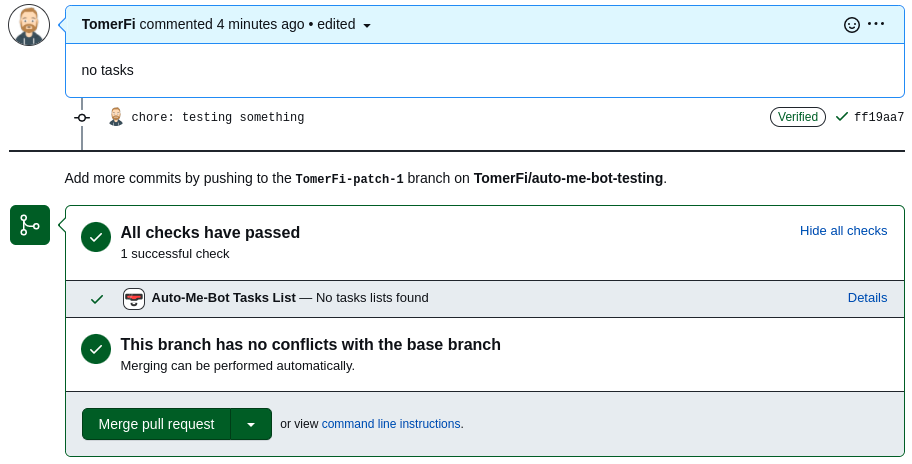 TomerFi commented 4 minutes ago • edited
no tasks
chore: testing something Verified ff19aa7
Add more commits by pushing to the TomerFi-patch-1 branch on TomerFi/auto-me-bot-testing.
All checks have passed Hide all checks
1 successful check
Auto-Me-Bot Tasks List — No tasks lists found Details
This branch has no conflicts with the base branch
Merging can be performed automatically.
Merge pull request or view command line instructions.